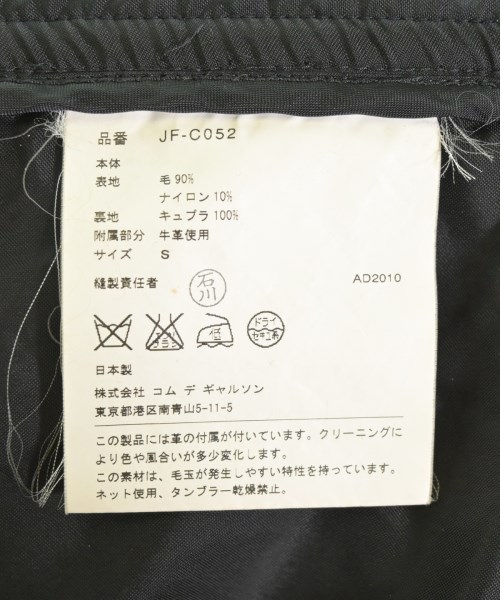 品番 JF-C052
本体
表地 毛 90%
ナイロン 10%
裏地 キュプラ 100%
附属部分 牛革使用
サイズ S
縫製責任者 石川 AD2010
低 ドライ セキユ系
日本製
株式会社 コム デ ギャルソン
東京都港区南青山5-11-5
この製品には革の付属が付いています。クリーニングに
より色や風合いが多少変化します。
この素材は、毛玉が発生しやすい特性を持っています。
ネット使用、タンブラー乾燥禁止。